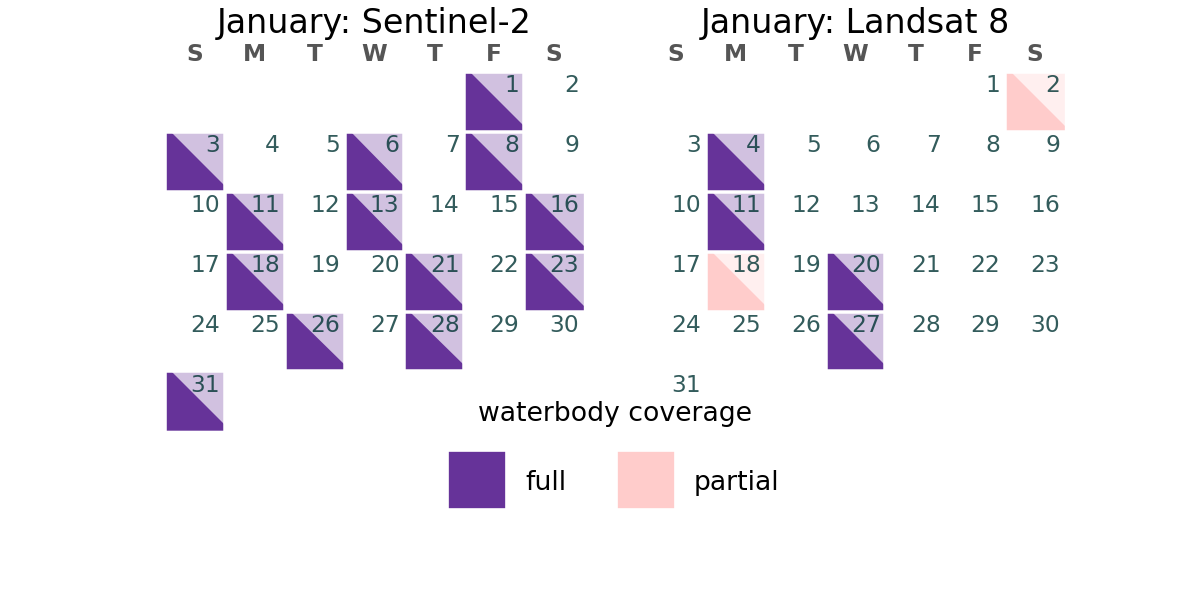 January: Sentinel-2
S M T W T F S
1 2
3 4 5 6 7 8 9
10 11 12 13 14 15 16
17 18 19 20 21 22 23
24 25 26 27 28 29 30
31
January: Landsat 8
S M T W T F S
1 2
3 4 5 6 7 8 9
10 11 12 13 14 15 16
17 18 19 20 21 22 23
24 25 26 27 28 29 30
31
waterbody coverage
full partial